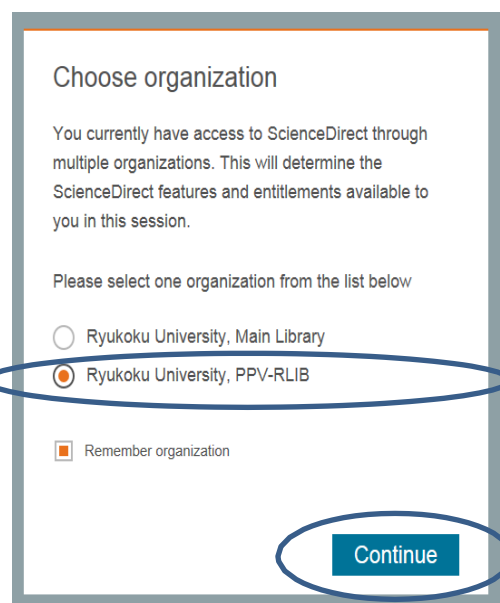 Choose organization
You currently have access to ScienceDirect through
multiple organizations. This will determine the
ScienceDirect features and entitlements available to
you in this session.
Please select one organization from the list below
Ryukoku University, Main Library
Ryukoku University, PPV-RLIB
Remember organization
Continue